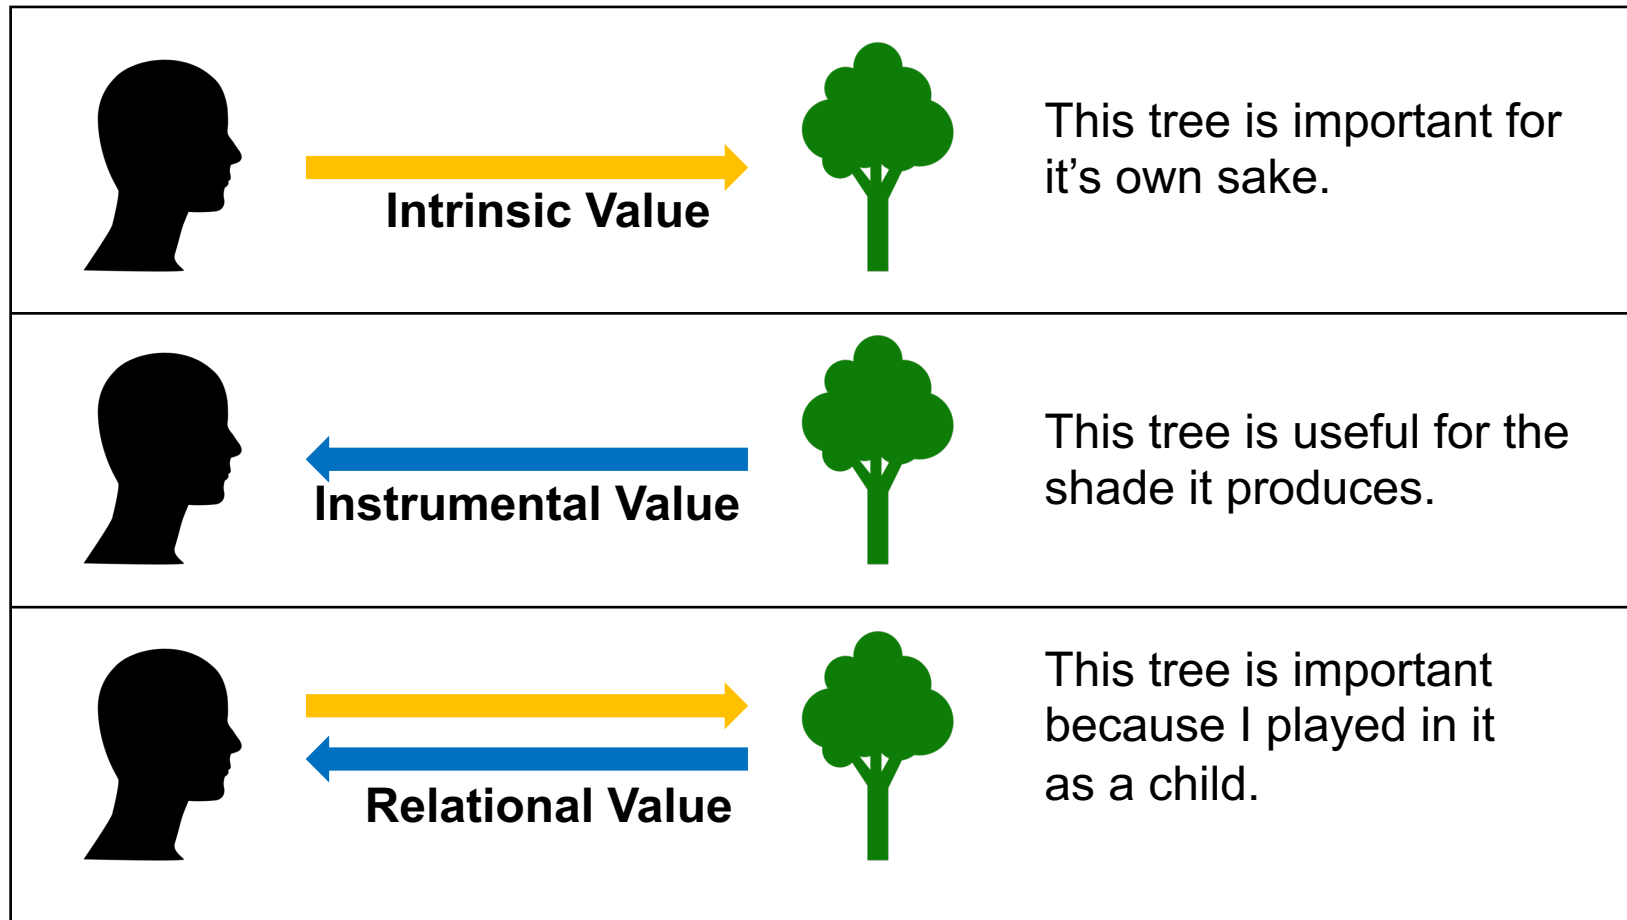 This tree is important for
it’s own sake.
Intrinsic Value
This tree is useful for the
shade it produces.
Instrumental Value
This tree is important
because I played in it
as a child.
Relational Value